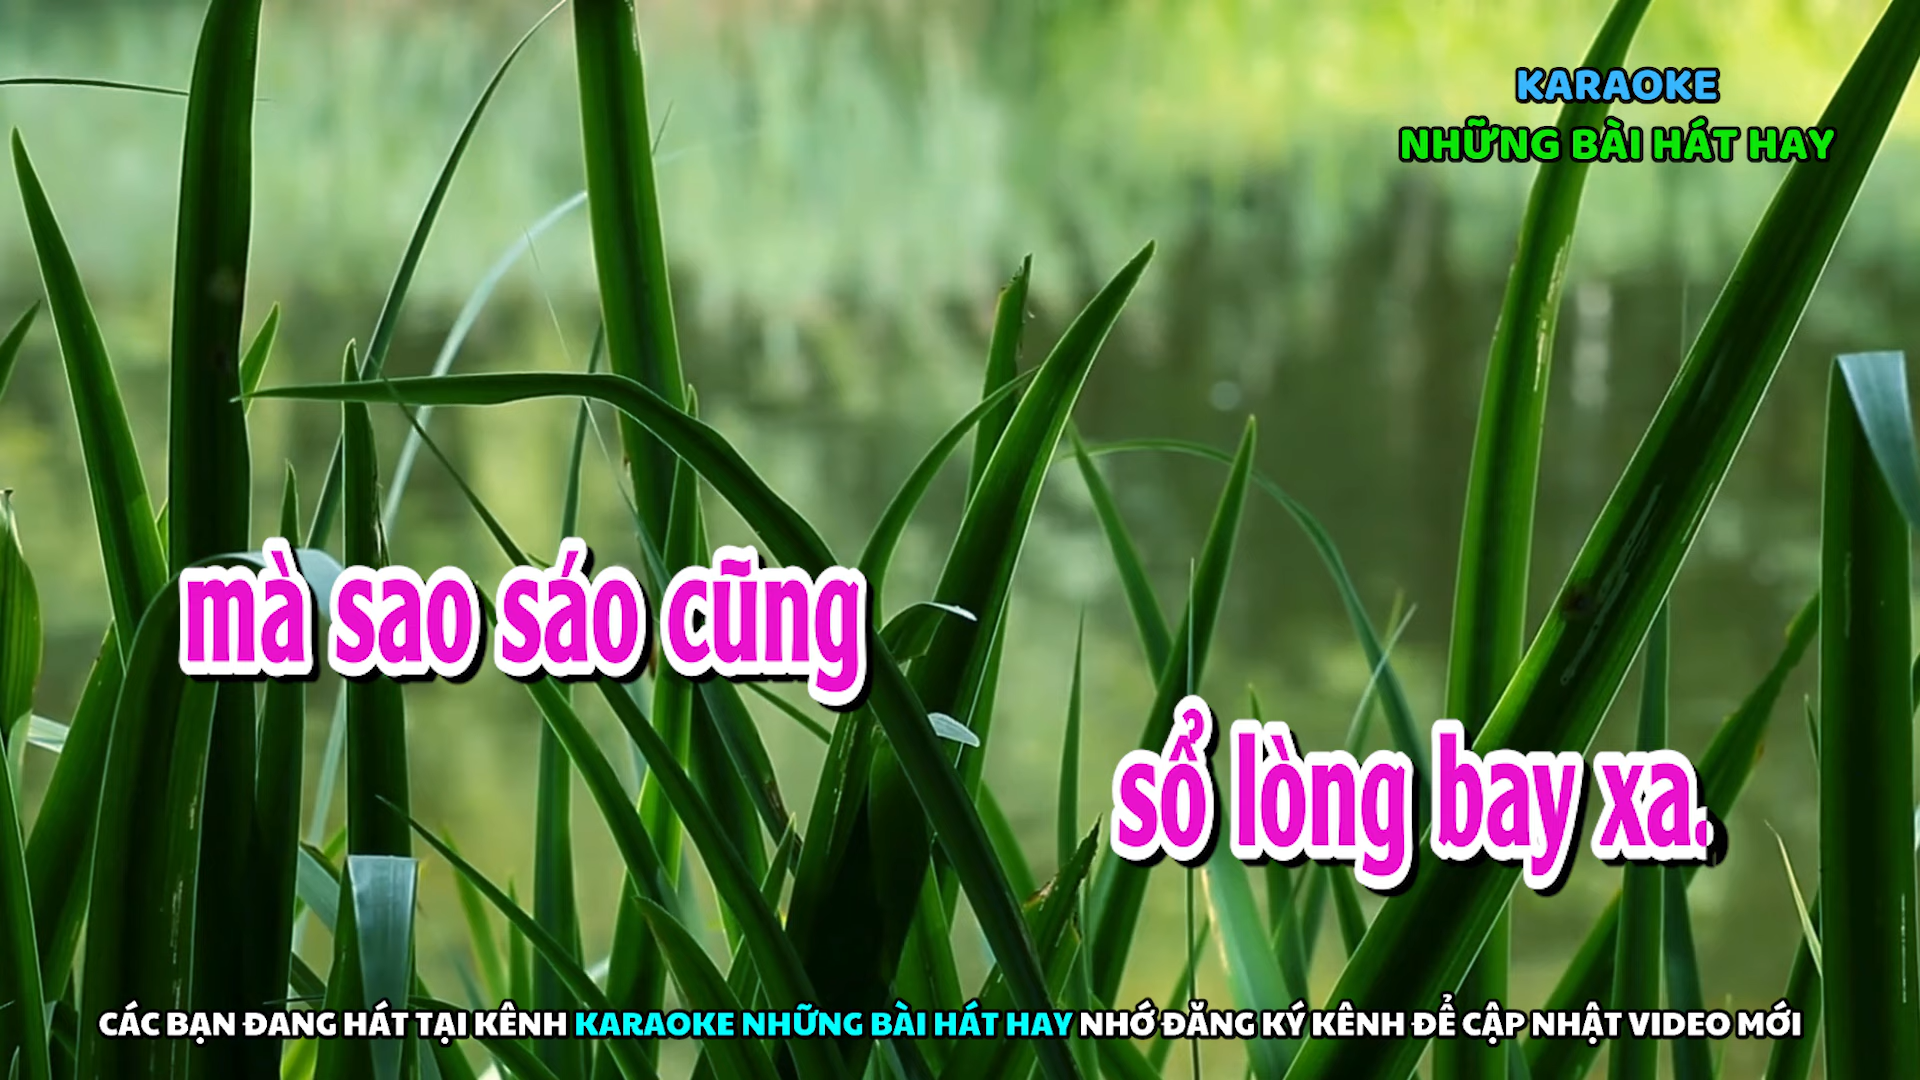 KARAOKE
NHỮNG BÀI HÁT HAY
mà sao sáo cũng
sổ lòng bay xa.
CÁC BẠN ĐANG HÁT TẠI KÊNH KARAOKE NHỮNG BÀI HÁT HAY NHỚ ĐĂNG KÝ KÊNH ĐỂ CẬP NHẬT VIDEO MỚI